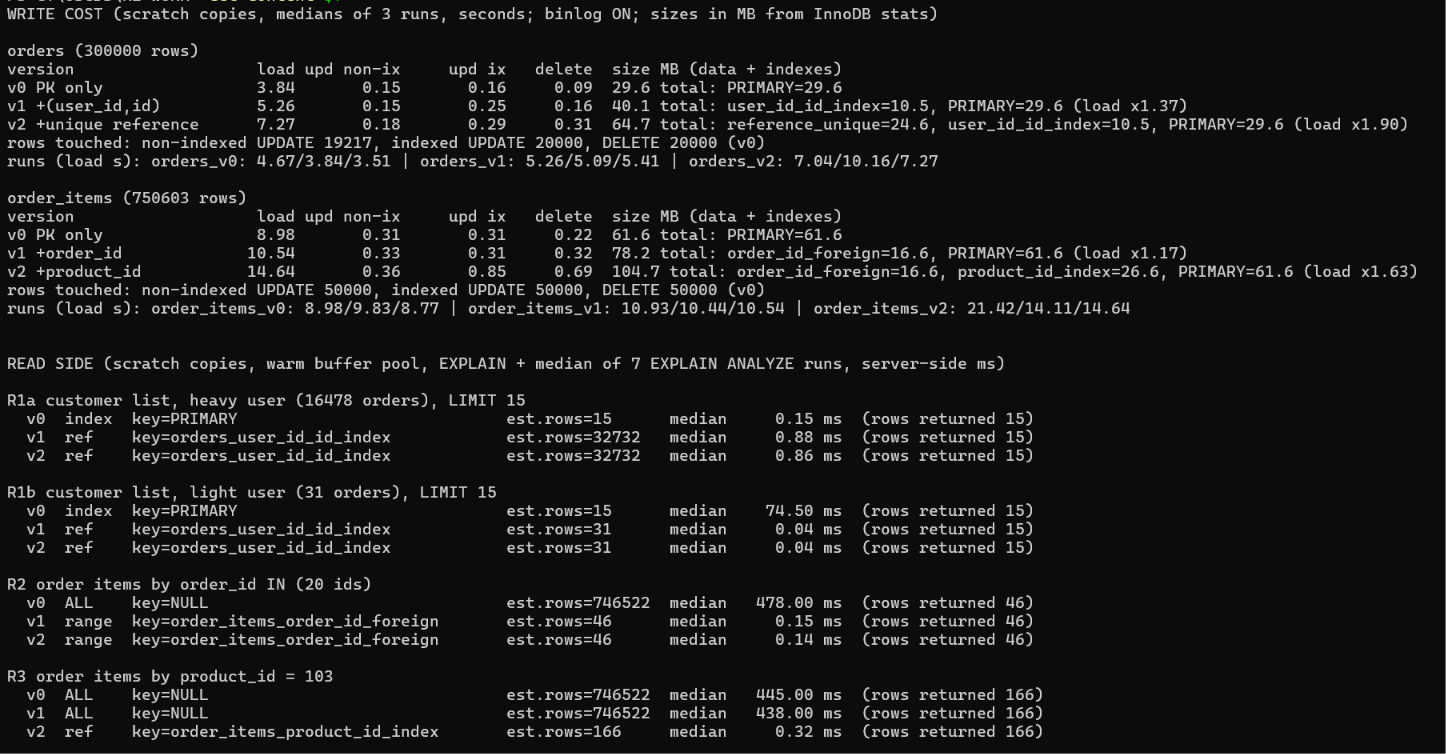 WRITE COST (scratch copies, medians of 3 runs, seconds; binlog ON; sizes in MB from InnoDB stats)
orders (300000 rows)
version load upd non-ix upd ix delete size MB (data + indexes)
v0 PK only 3.84 0.15 0.16 0.09 29.6 total: PRIMARY=29.6
v1 +(user_id,id) 5.26 0.15 0.25 0.16 40.1 total: user_id_id_index=10.5, PRIMARY=29.6 (load x1.37)
v2 +unique reference 7.27 0.18 0.29 0.31 64.7 total: reference_unique=24.6, user_id_id_index=10.5, PRIMARY=29.6 (load x1.90)
rows touched: non-indexed UPDATE 19217, indexed UPDATE 20000, DELETE 20000 (v0)
runs (load s): orders_v0: 4.67/3.84/3.51 | orders_v1: 5.26/5.09/5.41 | orders_v2: 7.04/10.16/7.27
order_items (750603 rows)
version load upd non-ix upd ix delete size MB (data + indexes)
v0 PK only 8.98 0.31 0.31 0.22 61.6 total: PRIMARY=61.6
v1 +order_id 10.54 0.33 0.31 0.32 78.2 total: order_id_foreign=16.6, PRIMARY=61.6 (load x1.17)
v2 +product_id 14.64 0.36 0.85 0.69 104.7 total: order_id_foreign=16.6, product_id_index=26.6, PRIMARY=61.6 (load x1.63)
rows touched: non-indexed UPDATE 50000, indexed UPDATE 50000, DELETE 50000 (v0)
runs (load s): order_items_v0: 8.98/9.83/8.77 | order_items_v1: 10.93/10.44/10.54 | order_items_v2: 21.42/14.11/14.64
READ SIDE (scratch copies, warm buffer pool, EXPLAIN + median of 7 EXPLAIN ANALYZE runs, server-side ms)
R1a customer list, heavy user (16478 orders), LIMIT 15
v0 index key=PRIMARY est.rows=15 median 0.15 ms (rows returned 15)
v1 ref key=orders_user_id_id_index est.rows=32732 median 0.88 ms (rows returned 15)
v2 ref key=orders_user_id_id_index est.rows=32732 median 0.86 ms (rows returned 15)
R1b customer list, light user (31 orders), LIMIT 15
v0 index key=PRIMARY est.rows=15 median 74.50 ms (rows returned 15)
v1 ref key=orders_user_id_id_index est.rows=31 median 0.04 ms (rows returned 15)
v2 ref key=orders_user_id_id_index est.rows=31 median 0.04 ms (rows returned 15)
R2 order items by order_id IN (20 ids)
v0 ALL key=NULL est.rows=746522 median 478.00 ms (rows returned 46)
v1 range key=order_items_order_id_foreign est.rows=46 median 0.15 ms (rows returned 46)
v2 range key=order_items_order_id_foreign est.rows=46 median 0.14 ms (rows returned 46)
R3 order items by product_id = 103
v0 ALL key=NULL est.rows=746522 median 445.00 ms (rows returned 166)
v1 ALL key=NULL est.rows=746522 median 438.00 ms (rows returned 166)
v2 ref key=order_items_product_id_index est.rows=166 median 0.32 ms (rows returned 166)